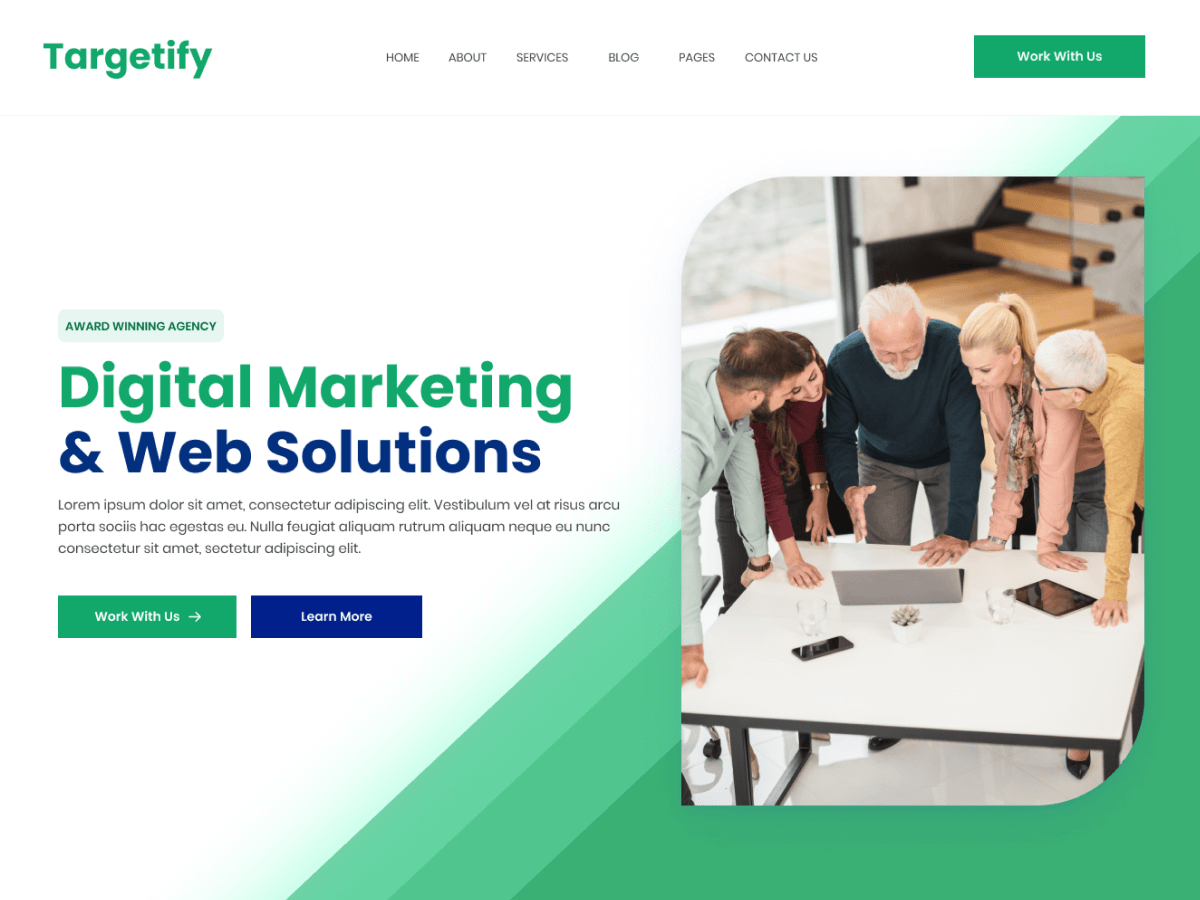 Targetify
HOME ABOUT SERVICES BLOG PAGES CONTACT US
Work With Us
AWARD WINNING AGENCY
Digital Marketing
& Web Solutions
Lorem ipsum dolor sit amet, consectetur adipiscing elit. Vestibulum vel at risus arcu
porta sociis hac egestas eu. Nulla feugiat aliquam rutrum aliquam neque eu nunc
consectetur sit amet, sectetur adipiscing elit.
Work With Us →
Learn More